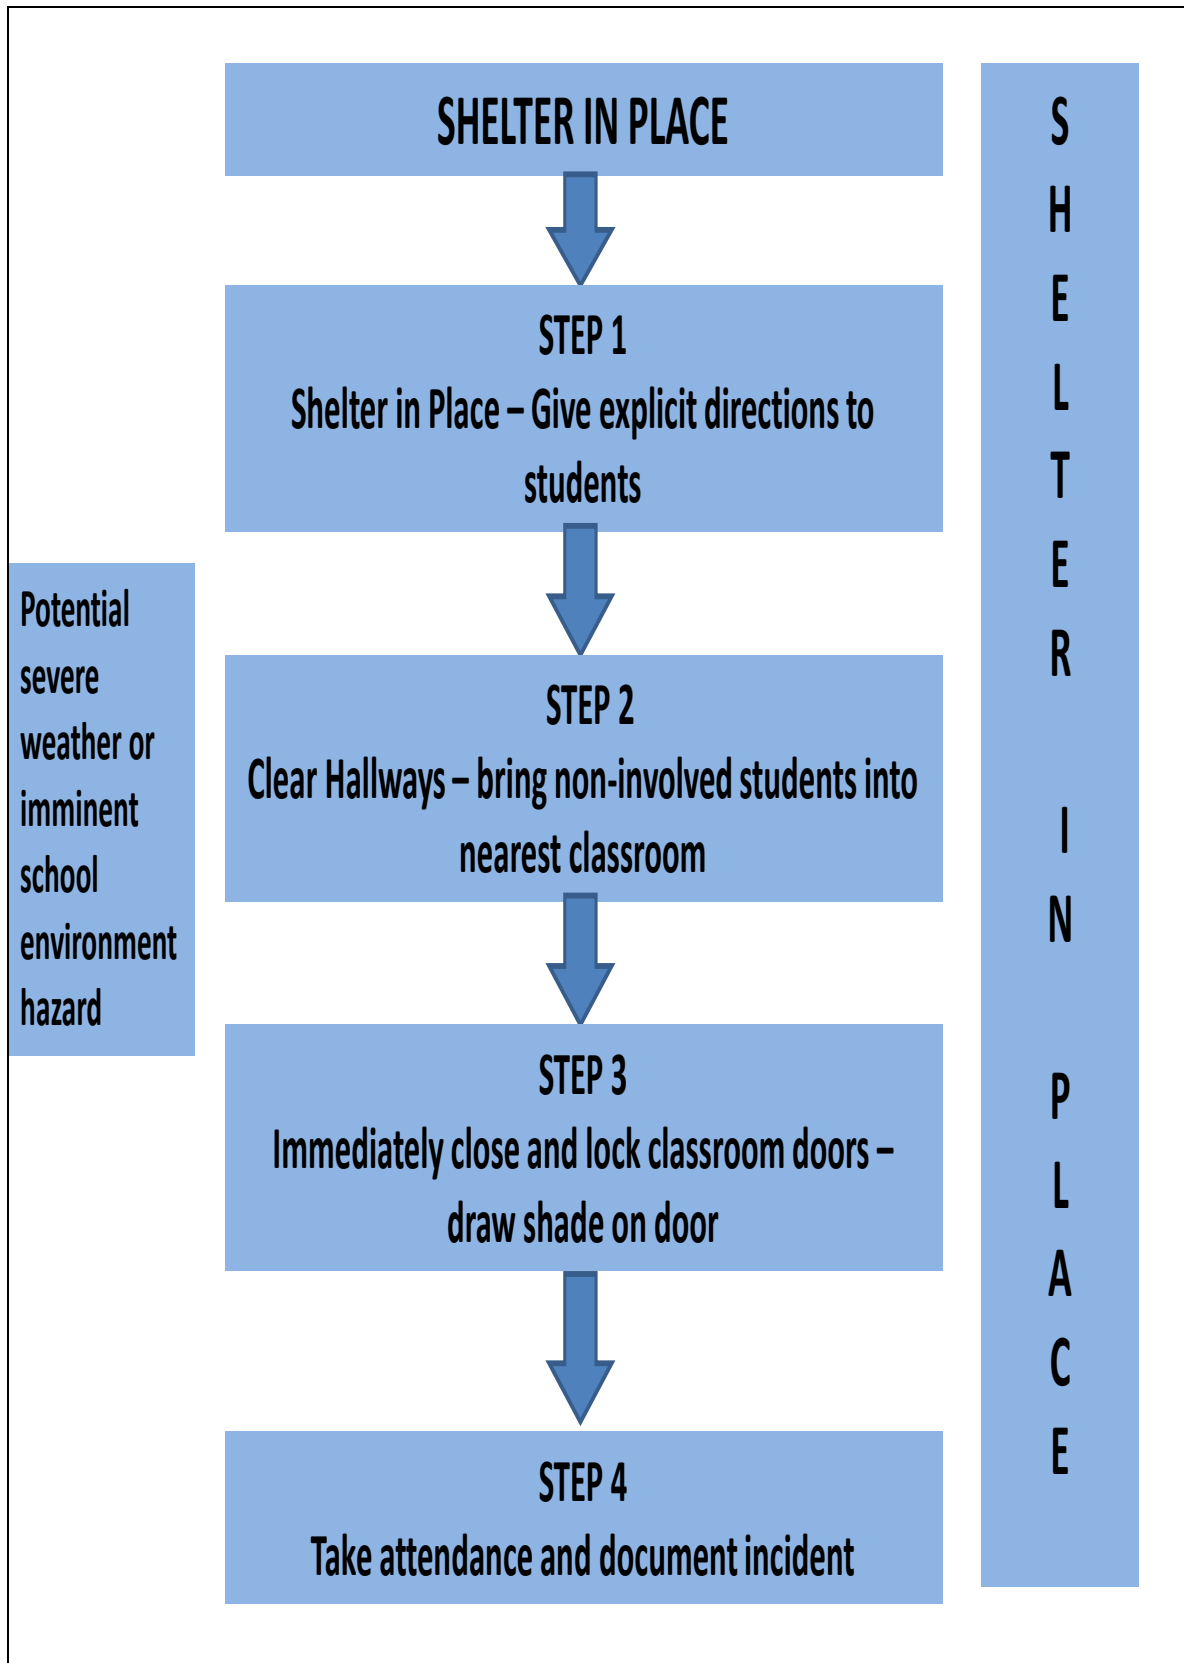 SHELTER IN PLACE
STEP 1
Shelter in Place – Give explicit directions to
students
Potential
severe
weather or
imminent
school
environment
hazard
STEP 2
Clear Hallways – bring non-involved students into
nearest classroom
STEP 3
Immediately close and lock classroom doors –
draw shade on door
STEP 4
Take attendance and document incident
S
H
E
L
T
E
R
I
N
P
L
A
C
E